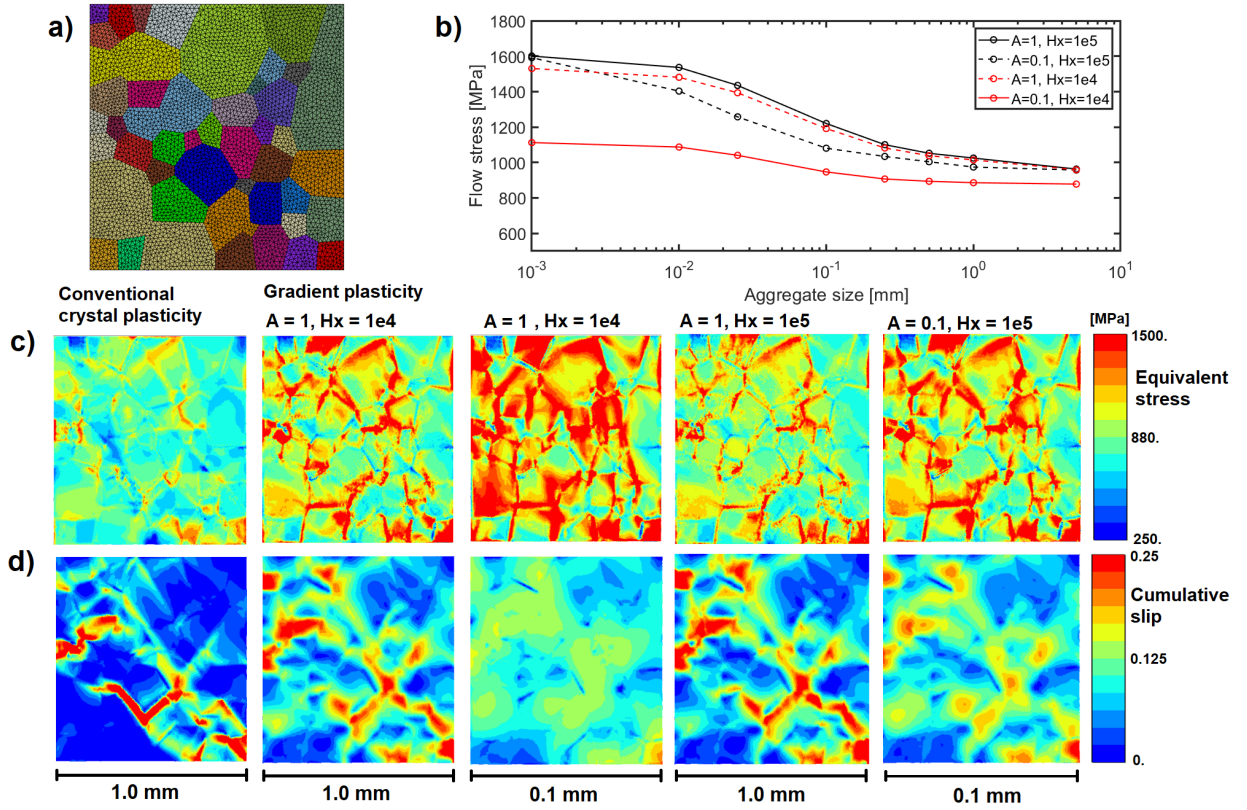 a)
b)
1800
1600
1400
1200
1000
800
600
Flow stress [MPa]
A=1, Hx=1e5
A=0.1, Hx=1e5
A=1, Hx=1e4
A=0.1, Hx=1e4
10-3
10-2
10-1
100
101
Aggregate size [mm]
Conventional
crystal plasticity
Gradient plasticity
A = 1, Hx = 1e4
A = 1 , Hx = 1e4
A = 1, Hx = 1e5
A = 0.1, Hx = 1e5
c)
[MPa]
1500.
Equivalent
stress
880.
250.
d)
0.25
Cumulative
slip
0.125
0.
1.0 mm
1.0 mm
0.1 mm
1.0 mm
0.1 mm